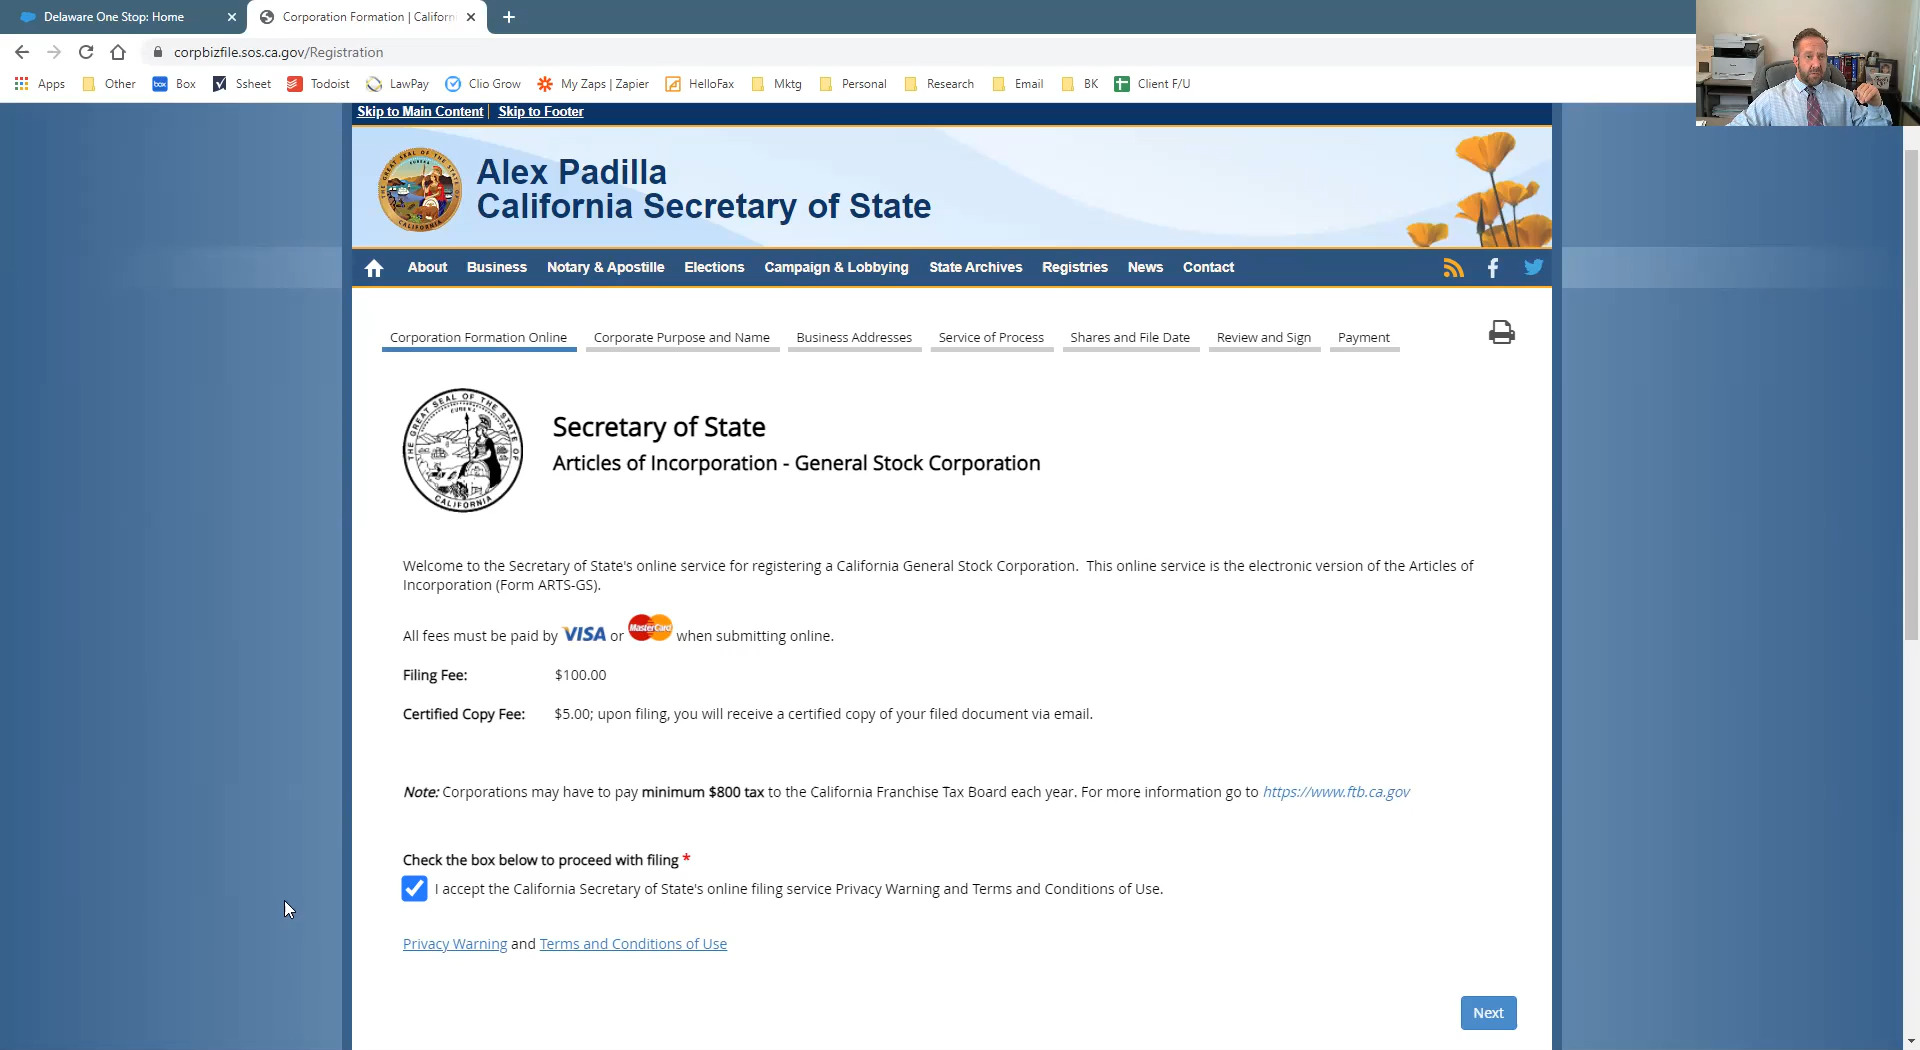 Delaware One Stop: Home
Corporation Formation | Californ
corpbizfile.sos.ca.gov/Registration
Apps Other box Box Ssheet Todoist LawPay Clio Grow My Zaps | Zapier HelloFax Mktg Personal Research Email BK Client F/U
Skip to Main Content | Skip to Footer
Alex Padilla
California Secretary of State
About Business Notary & Apostille Elections Campaign & Lobbying State Archives Registries News Contact
Corporation Formation Online Corporate Purpose and Name Business Addresses Service of Process Shares and File Date Review and Sign Payment
THE GREAT SEAL OF THE STATE OF CALIFORNIA
EUREKA
Secretary of State
Articles of Incorporation - General Stock Corporation
Welcome to the Secretary of State's online service for registering a California General Stock Corporation. This online service is the electronic version of the Articles of
Incorporation (Form ARTS-GS).
All fees must be paid by VISA or MasterCard when submitting online.
Filing Fee: $100.00
Certified Copy Fee: $5.00; upon filing, you will receive a certified copy of your filed document via email.
Note: Corporations may have to pay minimum $800 tax to the California Franchise Tax Board each year. For more information go to https://www.ftb.ca.gov
Check the box below to proceed with filing *
I accept the California Secretary of State's online filing service Privacy Warning and Terms and Conditions of Use.
Privacy Warning and Terms and Conditions of Use
Next